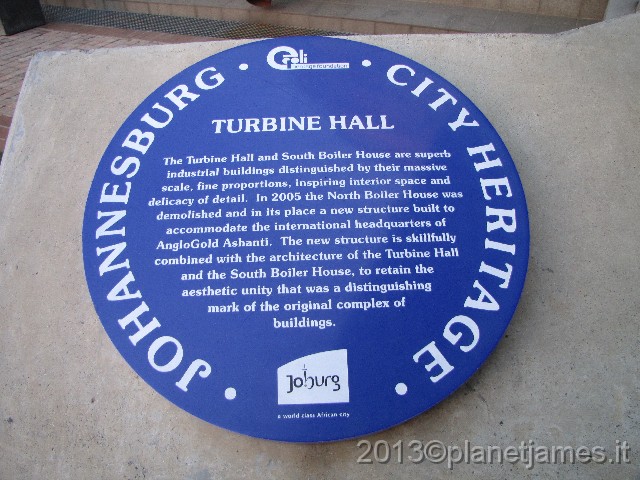 JOHANNESBURG • CITY HERITAGE
TURBINE HALL
The Turbine Hall and South Boiler House are superb
industrial buildings distinguished by their massive
scale, fine proportions, inspiring interior space and
delicacy of detail. In 2005 the North Boiler House was
demolished and in its place a new structure built to
accommodate the international headquarters of
AngloGold Ashanti. The new structure is skillfully
combined with the architecture of the Turbine Hall
and the South Boiler House, to retain the
aesthetic unity that was a distinguishing
mark of the original complex of
buildings.
Joburg
a world class African city
2013©planetjames.it